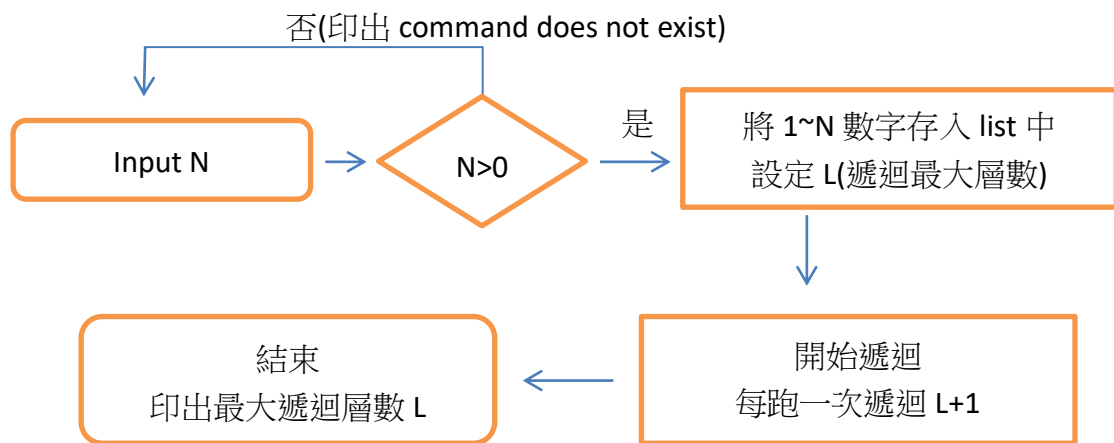 否(印出 command does not exist)
Input N
N>0
是
將 1~N 數字存入 list 中
設定 L(遞迴最大層數)
開始遞迴
每跑一次遞迴 L+1
結束
印出最大遞迴層數 L